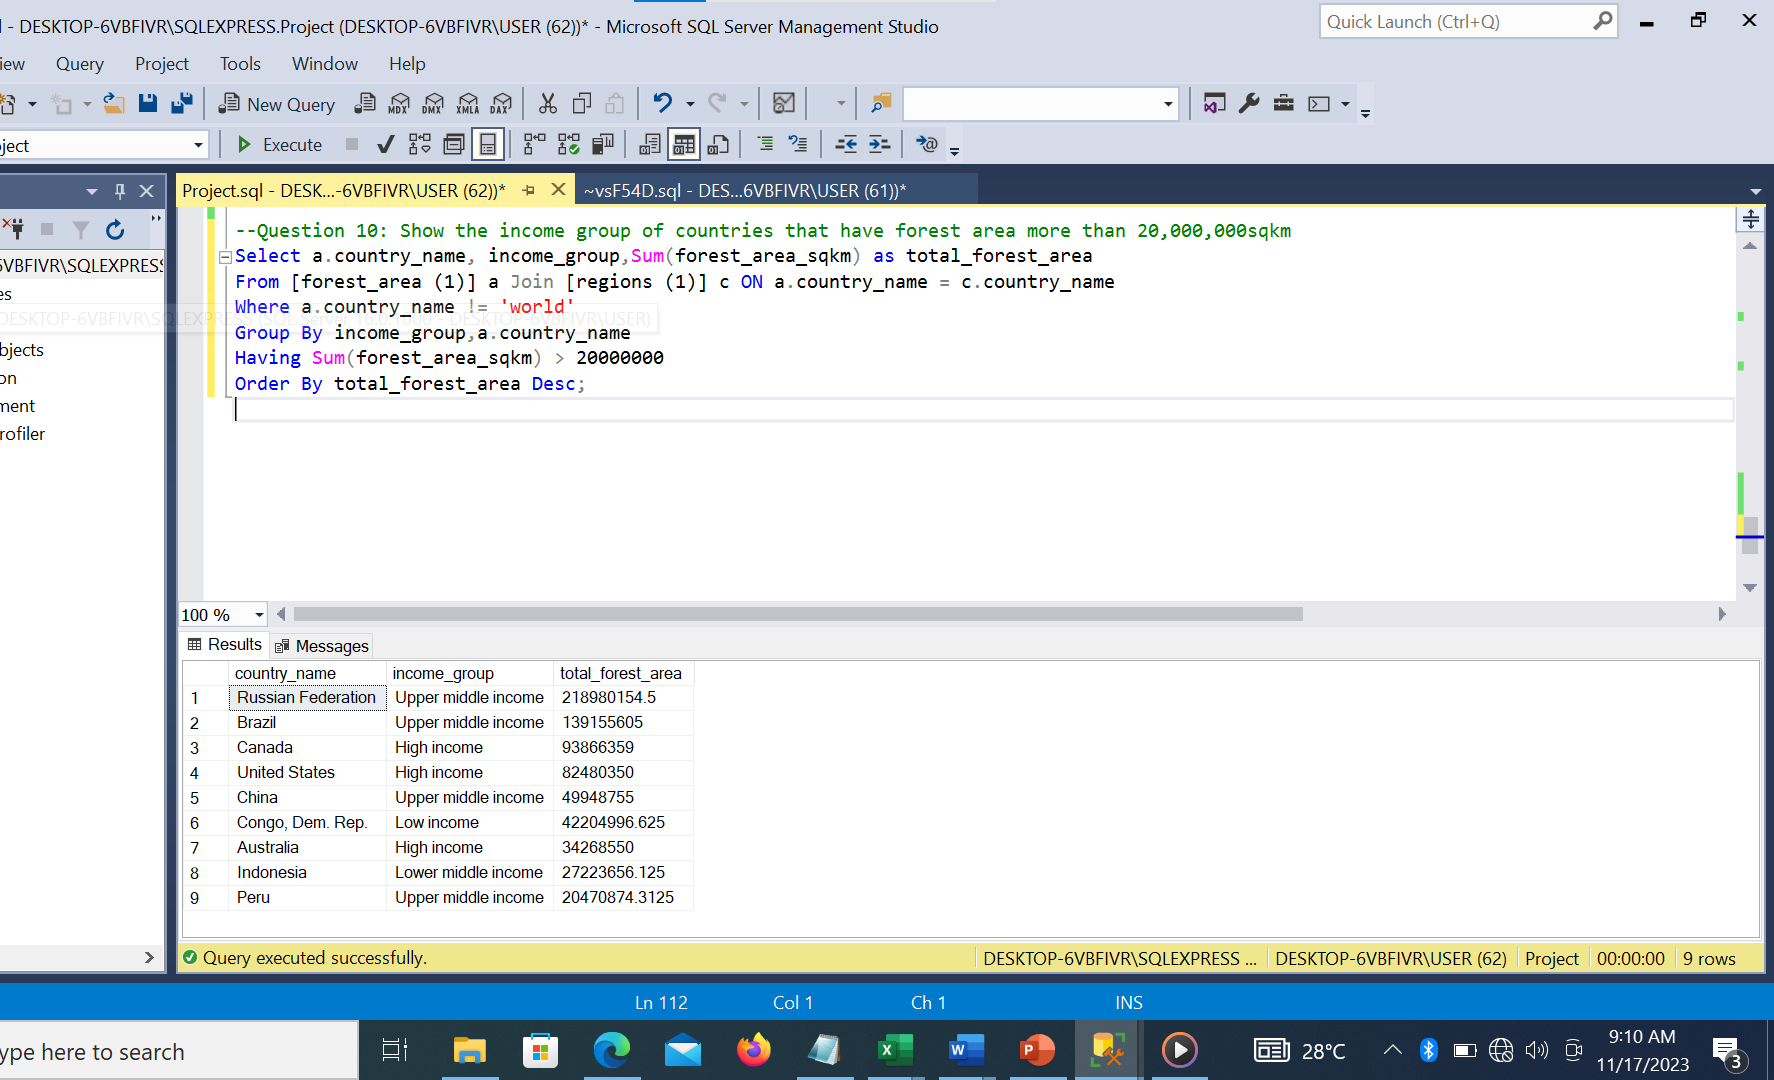 - DESKTOP-6VBFIVR\SQLEXPRESS.Project (DESKTOP-6VBFIVR\USER (62))* - Microsoft SQL Server Management Studio
Quick Launch (Ctrl+Q)
iew Query Project Tools Window Help
New Query MDX DMX XMLA DAX
ject Execute
Project.sql - DESK...-6VBFIVR\USER (62))* ~vsF54D.sql - DES...6VBFIVR\USER (61))*
--Question 10: Show the income group of countries that have forest area more than 20,000,000sqkm
Select a.country_name, income_group,Sum(forest_area_sqkm) as total_forest_area
From [forest_area (1)] a Join [regions (1)] c ON a.country_name = c.country_name
Where a.country_name != 'world'
Group By income_group,a.country_name
Having Sum(forest_area_sqkm) > 20000000
Order By total_forest_area Desc;
6VBFIVR\SQLEXPRESS
es
bjects
on
ment
rofiler
100 %
Results Messages
country_name income_group total_forest_area
1 Russian Federation Upper middle income 218980154.5
2 Brazil Upper middle income 139155605
3 Canada High income 93866359
4 United States High income 82480350
5 China Upper middle income 49948755
6 Congo, Dem. Rep. Low income 42204996.625
7 Australia High income 34268550
8 Indonesia Lower middle income 27223656.125
9 Peru Upper middle income 20470874.3125
Query executed successfully. DESKTOP-6VBFIVR\SQLEXPRESS ... DESKTOP-6VBFIVR\USER (62) Project 00:00:00 9 rows
Ln 112 Col 1 Ch 1 INS
ype here to search
28°C
9:10 AM
11/17/2023
3